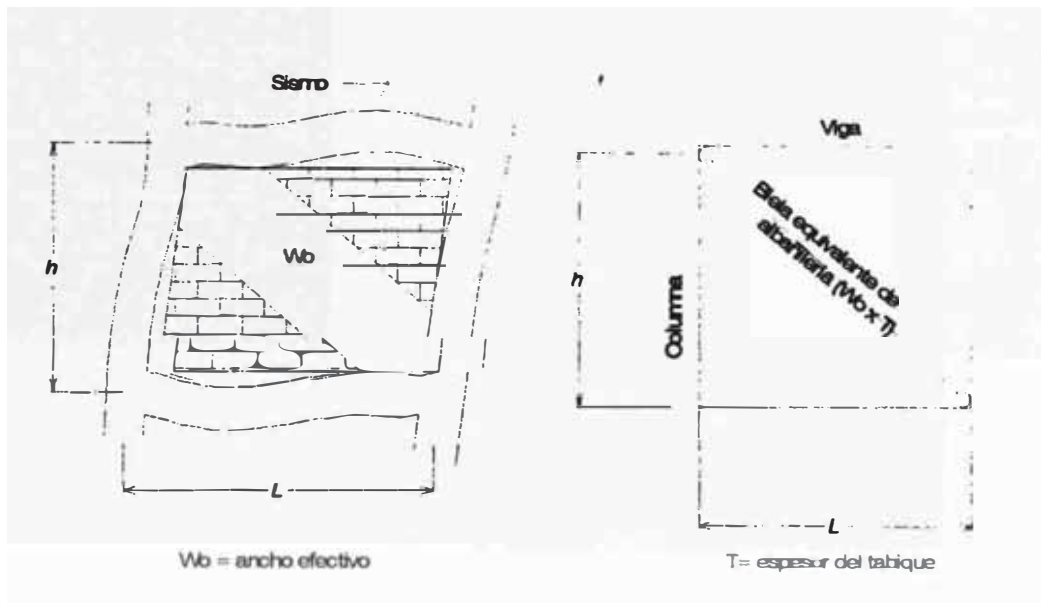 Sismo
Viga
h
Wo
h
Columna
Biela equivalente de
albañilería (Wo x T)
L
L
Wo = ancho efectivo
T= espesor del tabique